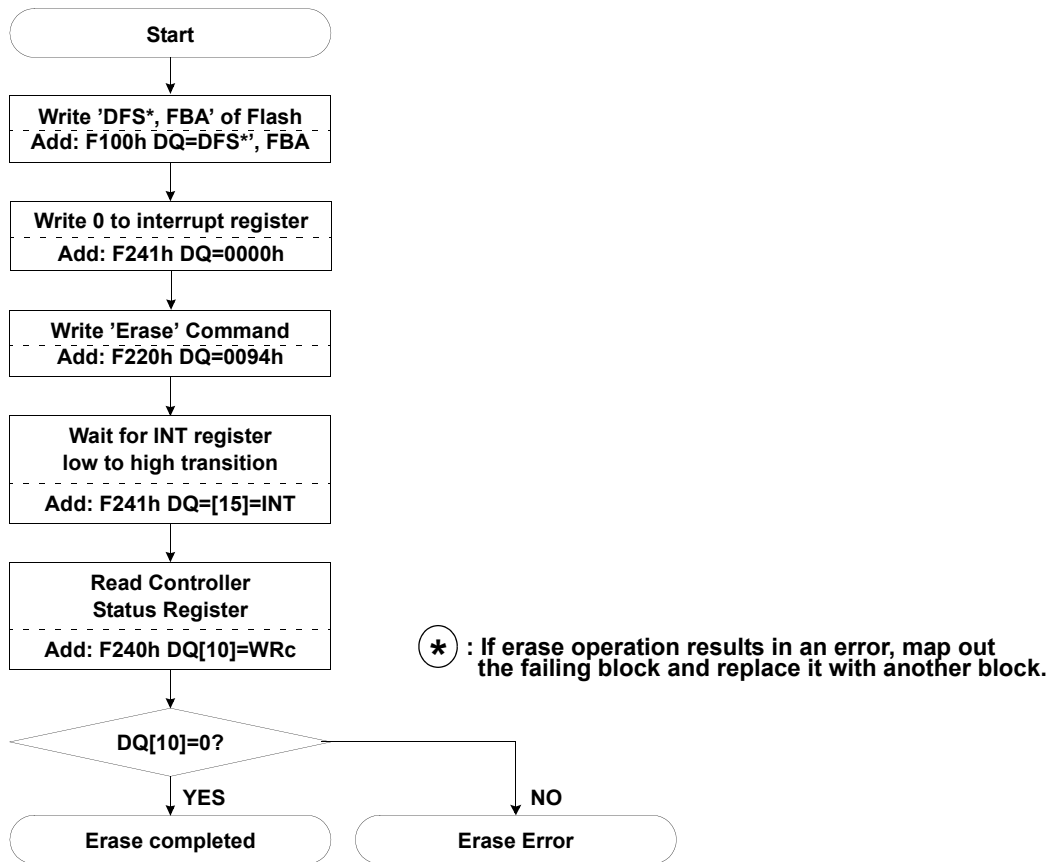 Start
Write ’DFS*, FBA’ of Flash
Add: F100h DQ=DFS*’, FBA
Write 0 to interrupt register
Add: F241h DQ=0000h
Write ’Erase’ Command
Add: F220h DQ=0094h
Wait for INT register
low to high transition
Add: F241h DQ=[15]=INT
Read Controller
Status Register
Add: F240h DQ[10]=WRc
* : If erase operation results in an error, map out
the failing block and replace it with another block.
DQ[10]=0?
YES
NO
Erase completed
Erase Error